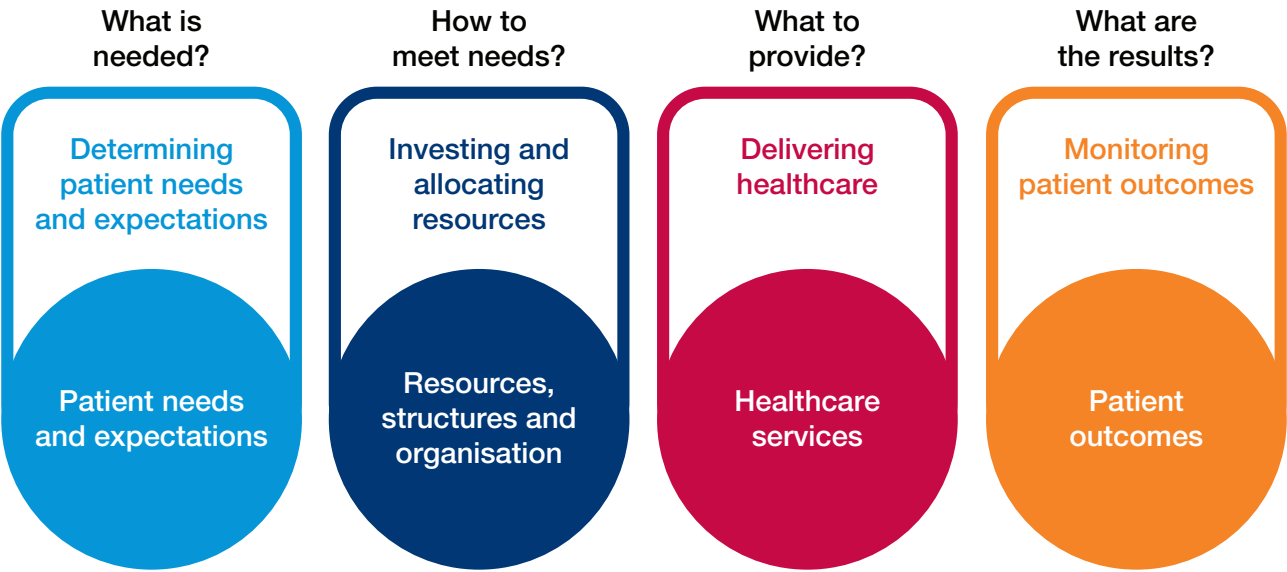 What is
needed?
How to
meet needs?
What to
provide?
What are
the results?
Determining
patient needs
and expectations
Investing and
allocating
resources
Delivering
healthcare
Monitoring
patient outcomes
Patient needs
and expectations
Resources,
structures and
organisation
Healthcare
services
Patient
outcomes